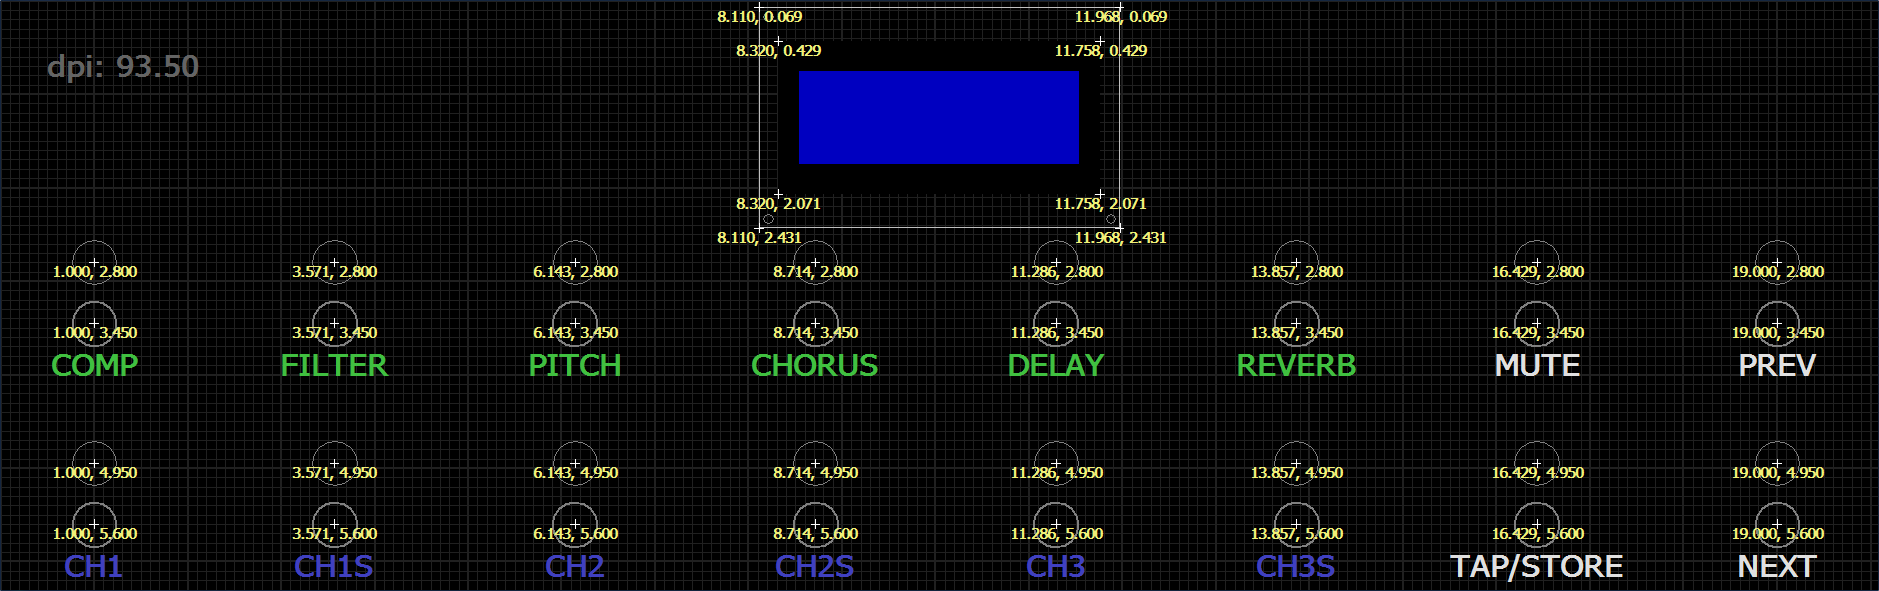 8.110, 0.069 11.968, 0.069
8.320, 0.429 11.758, 0.429
dpi: 93.50
8.320, 2.071 11.758, 2.071
8.110, 2.431 11.968, 2.431
1.000, 2.800 3.571, 2.800 6.143, 2.800 8.714, 2.800 11.286, 2.800 13.857, 2.800 16.429, 2.800 19.000, 2.800
1.000, 3.450 3.571, 3.450 6.143, 3.450 8.714, 3.450 11.286, 3.450 13.857, 3.450 16.429, 3.450 19.000, 3.450
COMP FILTER PITCH CHORUS DELAY REVERB MUTE PREV
1.000, 4.950 3.571, 4.950 6.143, 4.950 8.714, 4.950 11.286, 4.950 13.857, 4.950 16.429, 4.950 19.000, 4.950
1.000, 5.600 3.571, 5.600 6.143, 5.600 8.714, 5.600 11.286, 5.600 13.857, 5.600 16.429, 5.600 19.000, 5.600
CH1 CH1S CH2 CH2S CH3 CH3S TAP/STORE NEXT